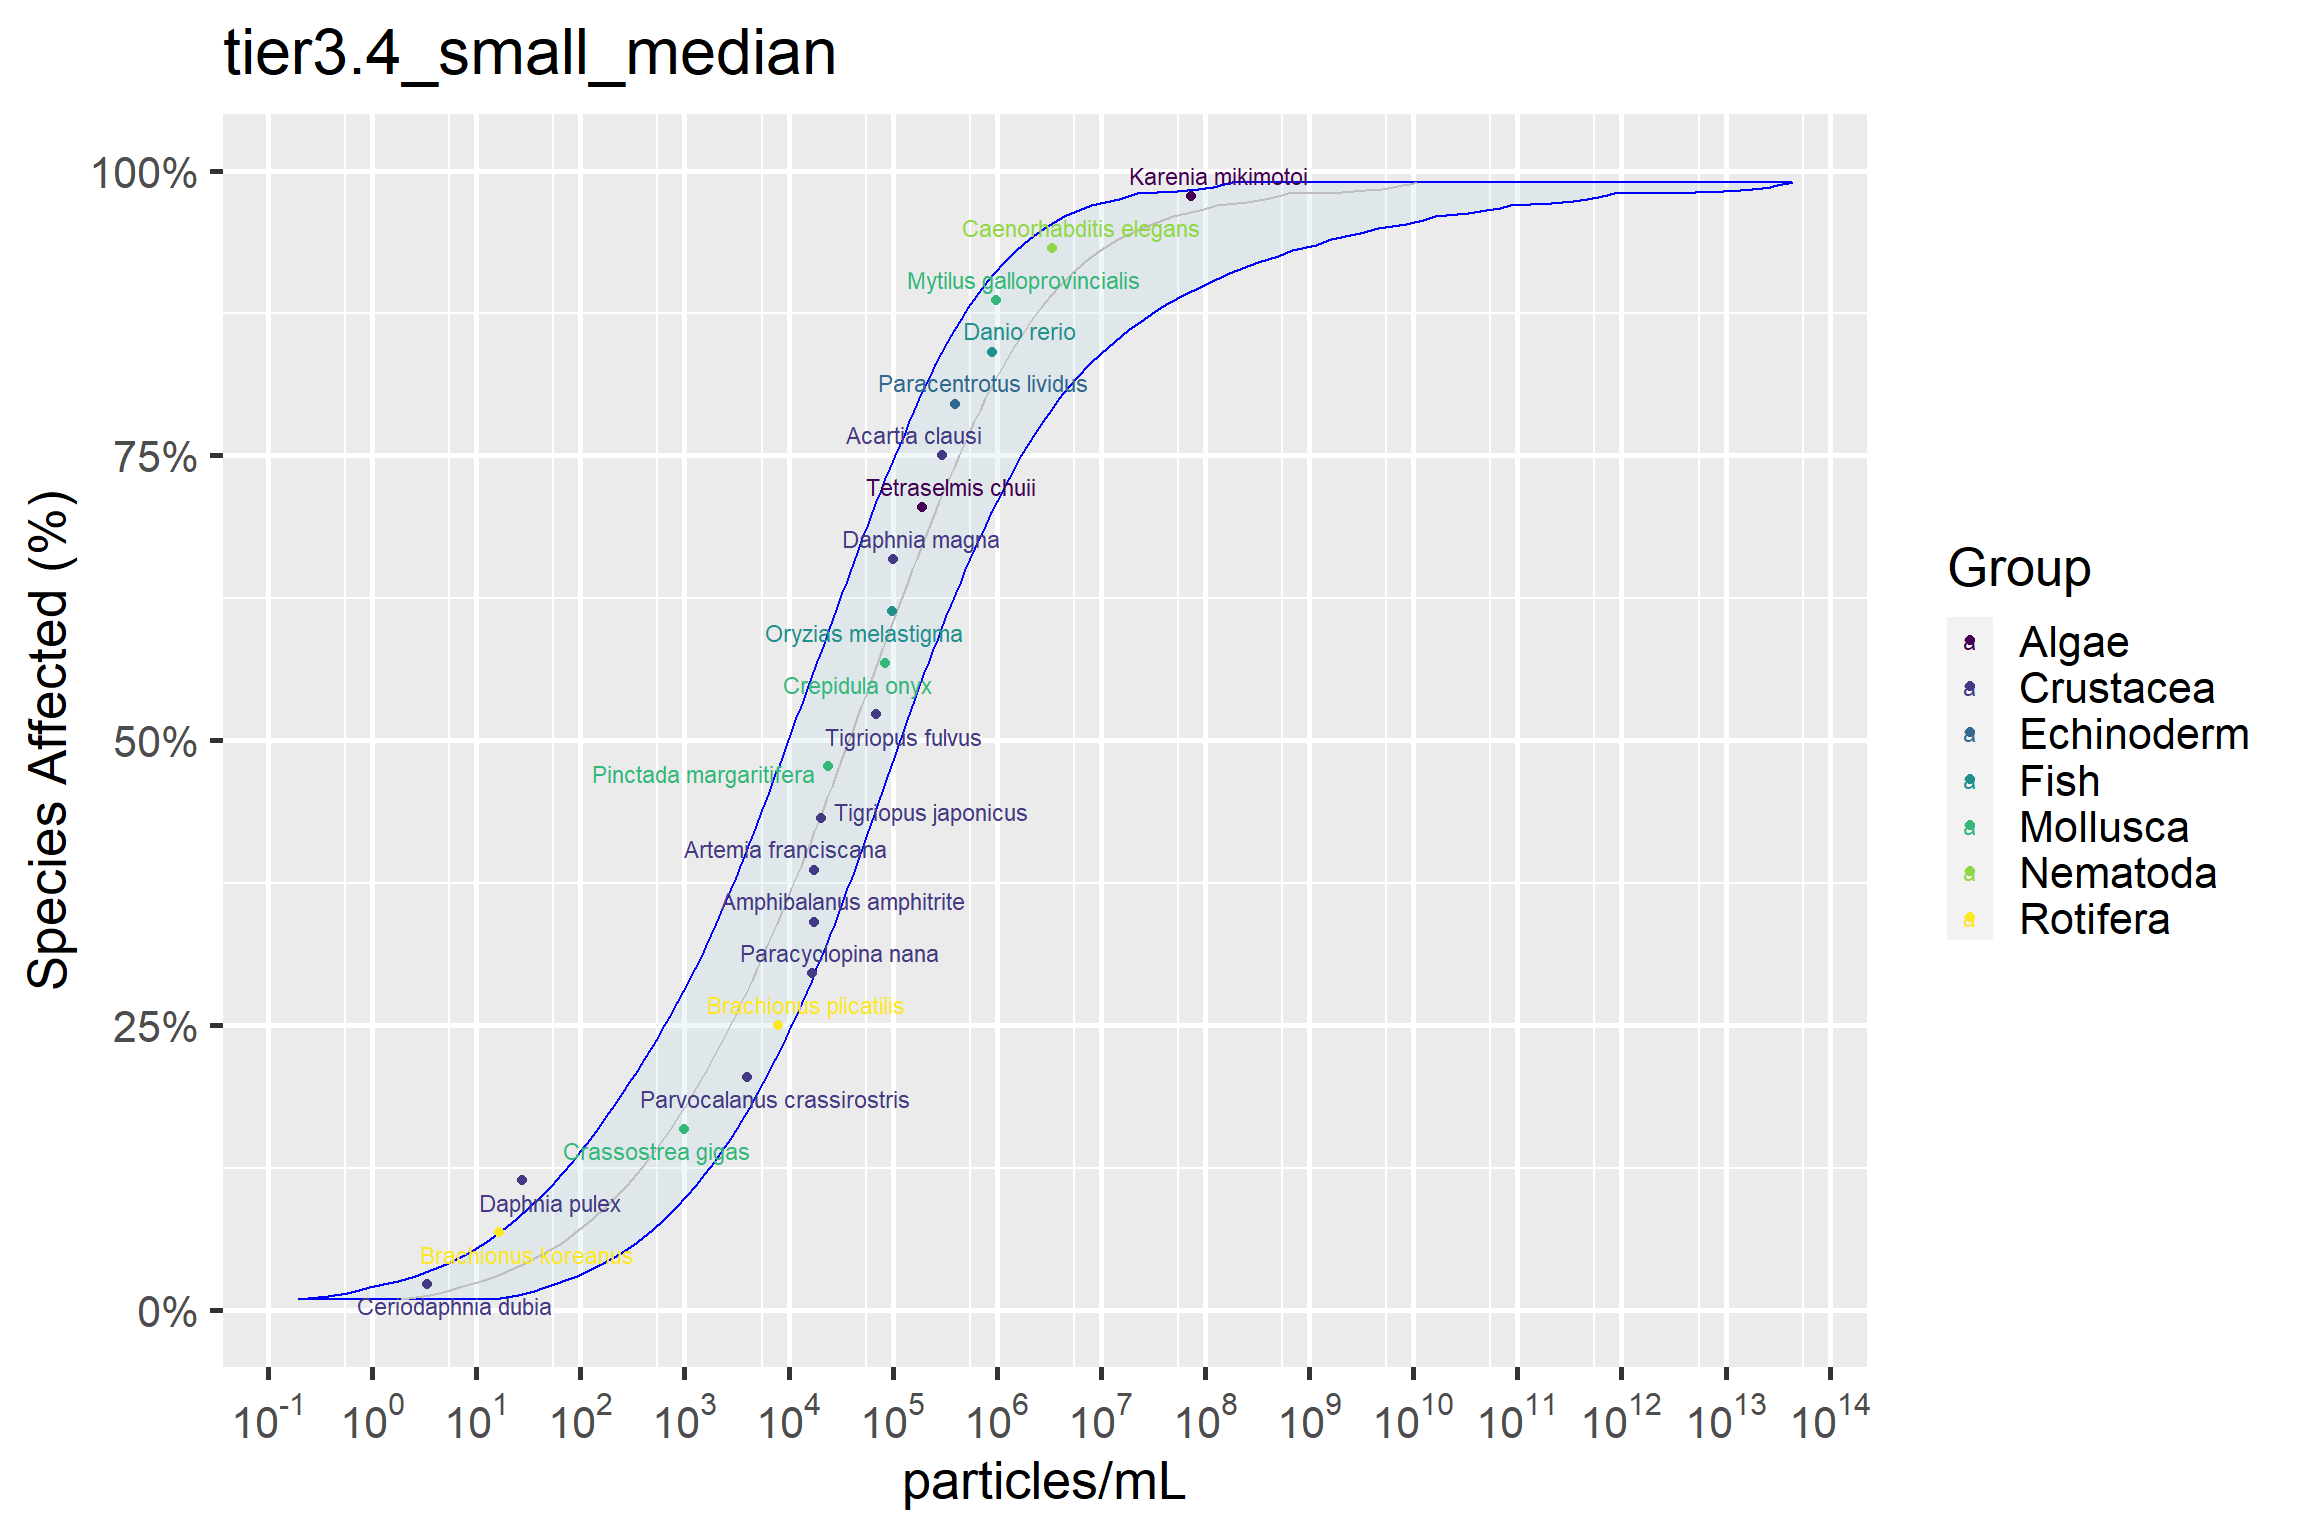 tier3.4_small_median
Species Affected (%)
100%
75%
50%
25%
0%
Karenia mikimotoi
Caenorhabditis elegans
Mytilus galloprovincialis
Danio rerio
Paracentrotus lividus
Acartia clausi
Tetraselmis chuii
Daphnia magna
Oryzias melastigma
Crepidula onyx
Tigriopus fulvus
Pinctada margaritifera
Tigriopus japonicus
Artemia franciscana
Amphibalanus amphitrite
Paracyclopina nana
Brachionus plicatilis
Parvocalanus crassirostris
Crassostrea gigas
Daphnia pulex
Brachionus koreanus
Ceriodaphnia dubia
10⁻¹ 10⁰ 10¹ 10² 10³ 10⁴ 10⁵ 10⁶ 10⁷ 10⁸ 10⁹ 10¹⁰ 10¹¹ 10¹² 10¹³ 10¹⁴
particles/mL
Group
a Algae
a Crustacea
a Echinoderm
a Fish
a Mollusca
a Nematoda
a Rotifera